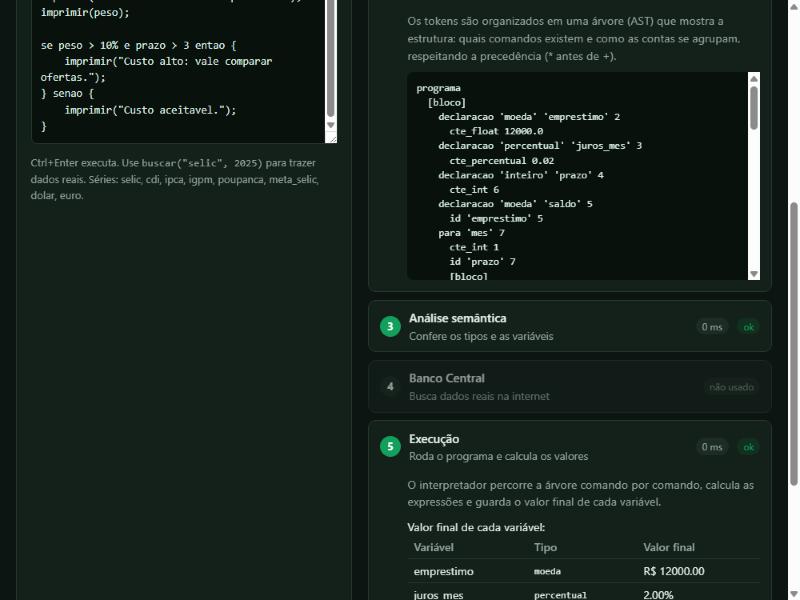 imprimir(peso);
se peso > 10% e prazo > 3 entao {
imprimir("Custo alto: vale comparar
ofertas.");
} senao {
imprimir("Custo aceitavel.");
}
Ctrl+Enter executa. Use buscar("selic", 2025) para trazer
dados reais. Séries: selic, cdi, ipca, igpm, poupanca, meta_selic,
dolar, euro.
Os tokens são organizados em uma árvore (AST) que mostra a
estrutura: quais comandos existem e como as contas se agrupam,
respeitando a precedência (* antes de +).
programa
[bloco]
declaracao 'moeda' 'emprestimo' 2
cte_float 12000.0
declaracao 'percentual' 'juros_mes' 3
cte_percentual 0.02
declaracao 'inteiro' 'prazo' 4
cte_int 6
declaracao 'moeda' 'saldo' 5
id 'emprestimo' 5
para 'mes' 7
cte_int 1
id 'prazo' 7
[bloco]
3
Análise semântica
Confere os tipos e as variáveis
0 ms
ok
4
Banco Central
Busca dados reais na internet
não usado
5
Execução
Roda o programa e calcula os valores
0 ms
ok
O interpretador percorre a árvore comando por comando, calcula as
expressões e guarda o valor final de cada variável.
Valor final de cada variável:
Variável Tipo Valor final
emprestimo moeda R$ 12000.00
juros_mes percentual 2.00%